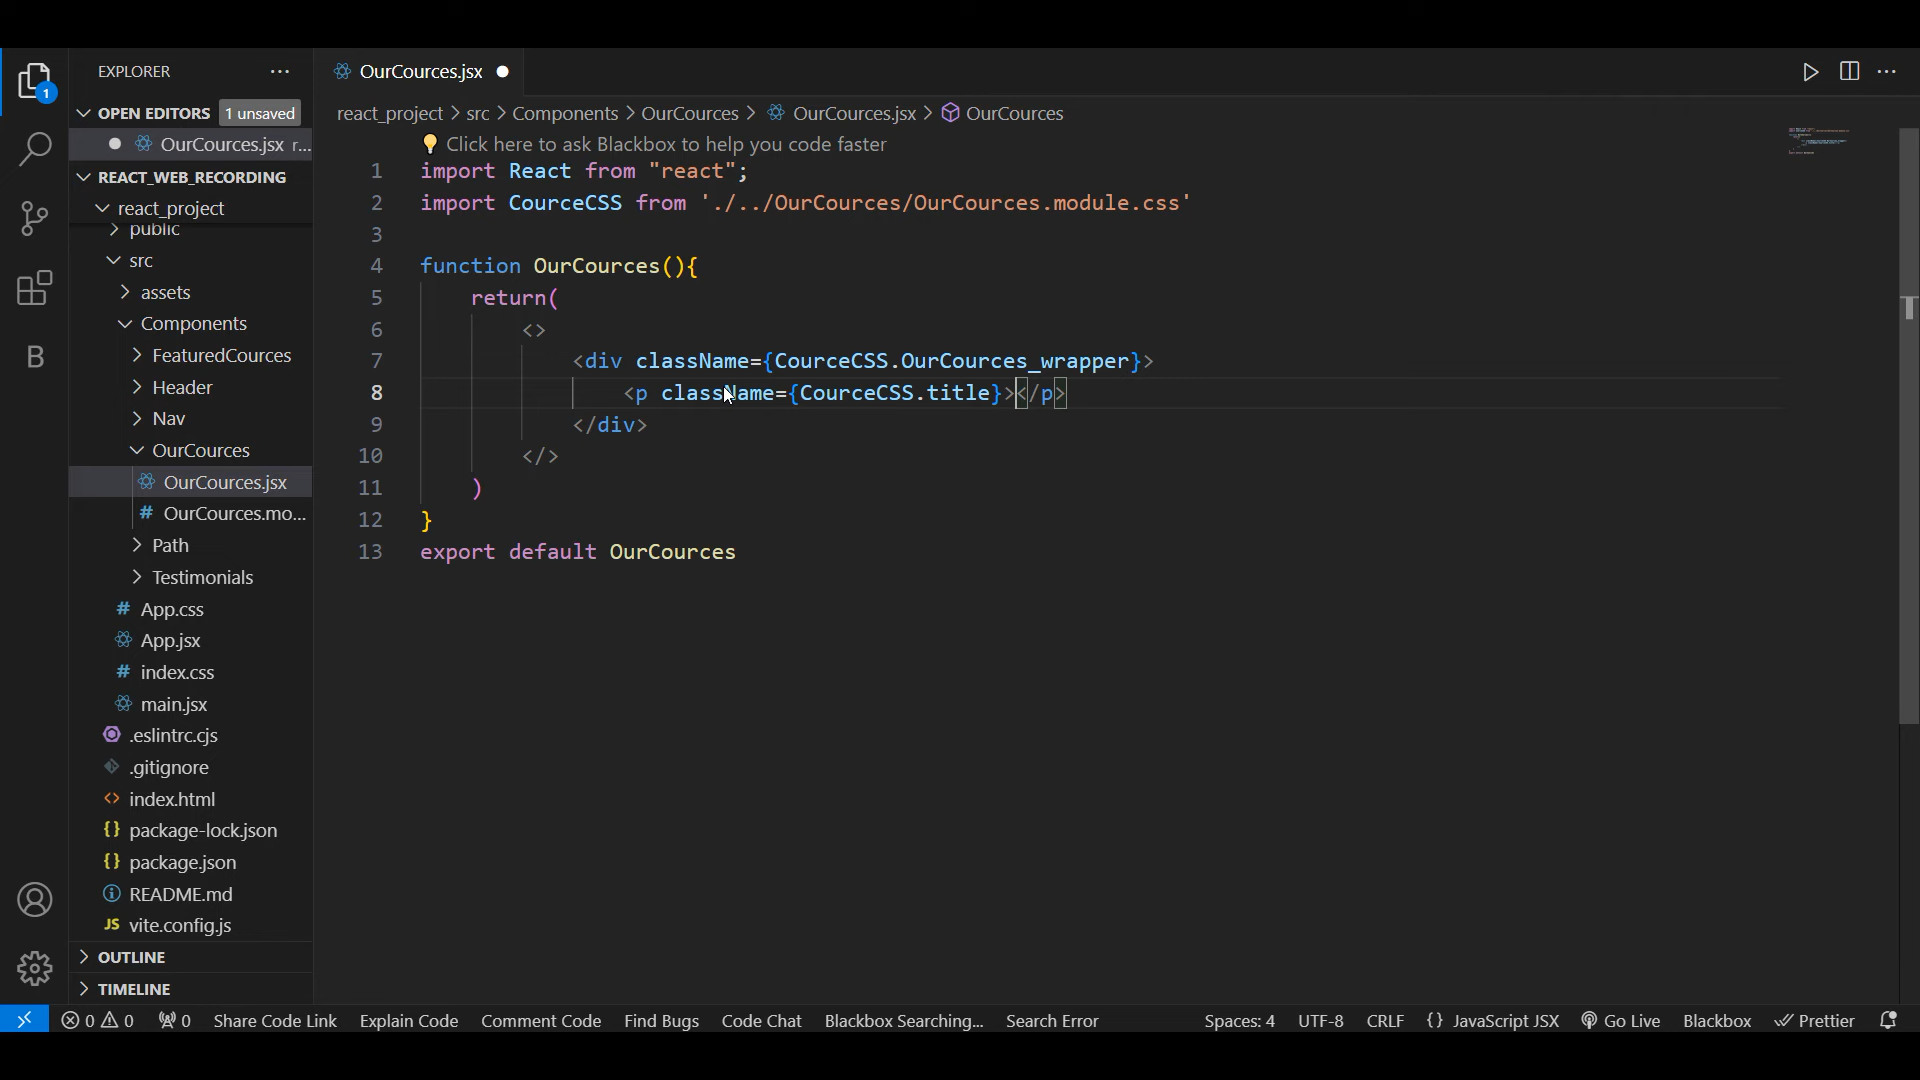 EXPLORER
1
OPEN EDITORS 1 unsaved
OurCources.jsx r...
REACT_WEB_RECORDING
react_project
public
src
assets
Components
FeaturedCources
Header
Nav
OurCources
OurCources.jsx
# OurCources.mo...
Path
Testimonials
# App.css
App.jsx
# index.css
main.jsx
.eslintrc.cjs
.gitignore
<> index.html
{} package-lock.json
{} package.json
README.md
JS vite.config.js
OUTLINE
TIMELINE
B
OurCources.jsx
react_project > src > Components > OurCources > OurCources.jsx > OurCources
Click here to ask Blackbox to help you code faster
1 import React from "react";
2 import CourceCSS from './../OurCources/OurCources.module.css'
3
4 function OurCources(){
5 return(
6 <>
7 <div className={CourceCSS.OurCources_wrapper}>
8 <p className={CourceCSS.title}></p>
9 </div>
10 </>
11 )
12 }
13 export default OurCources
0 0 0 Share Code Link Explain Code Comment Code Find Bugs Code Chat Blackbox Searching... Search Error Spaces: 4 UTF-8 CRLF {} JavaScript JSX Go Live Blackbox Prettier